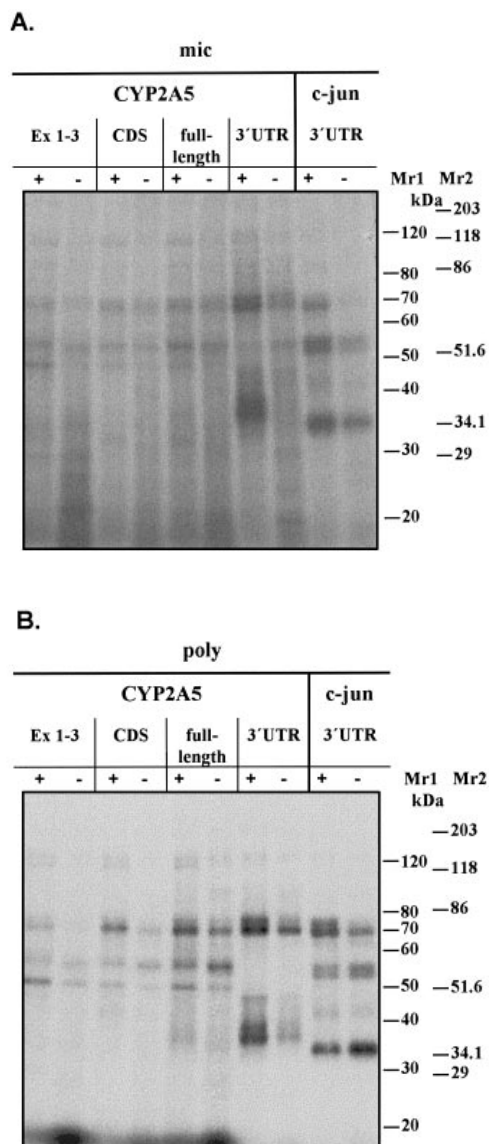 A.
mic
CYP2A5 c-jun
Ex 1-3 CDS full-length 3´UTR 3´UTR
+ - + - + - + - + -
Mr1 Mr2
kDa
203
120 118
86
80
70
60
50 51.6
40
34.1
30 29
20
B.
poly
CYP2A5 c-jun
Ex 1-3 CDS full-length 3´UTR 3´UTR
+ - + - + - + - + -
Mr1 Mr2
kDa
203
120 118
80 86
70
60
50 51.6
40
34.1
30 29
20